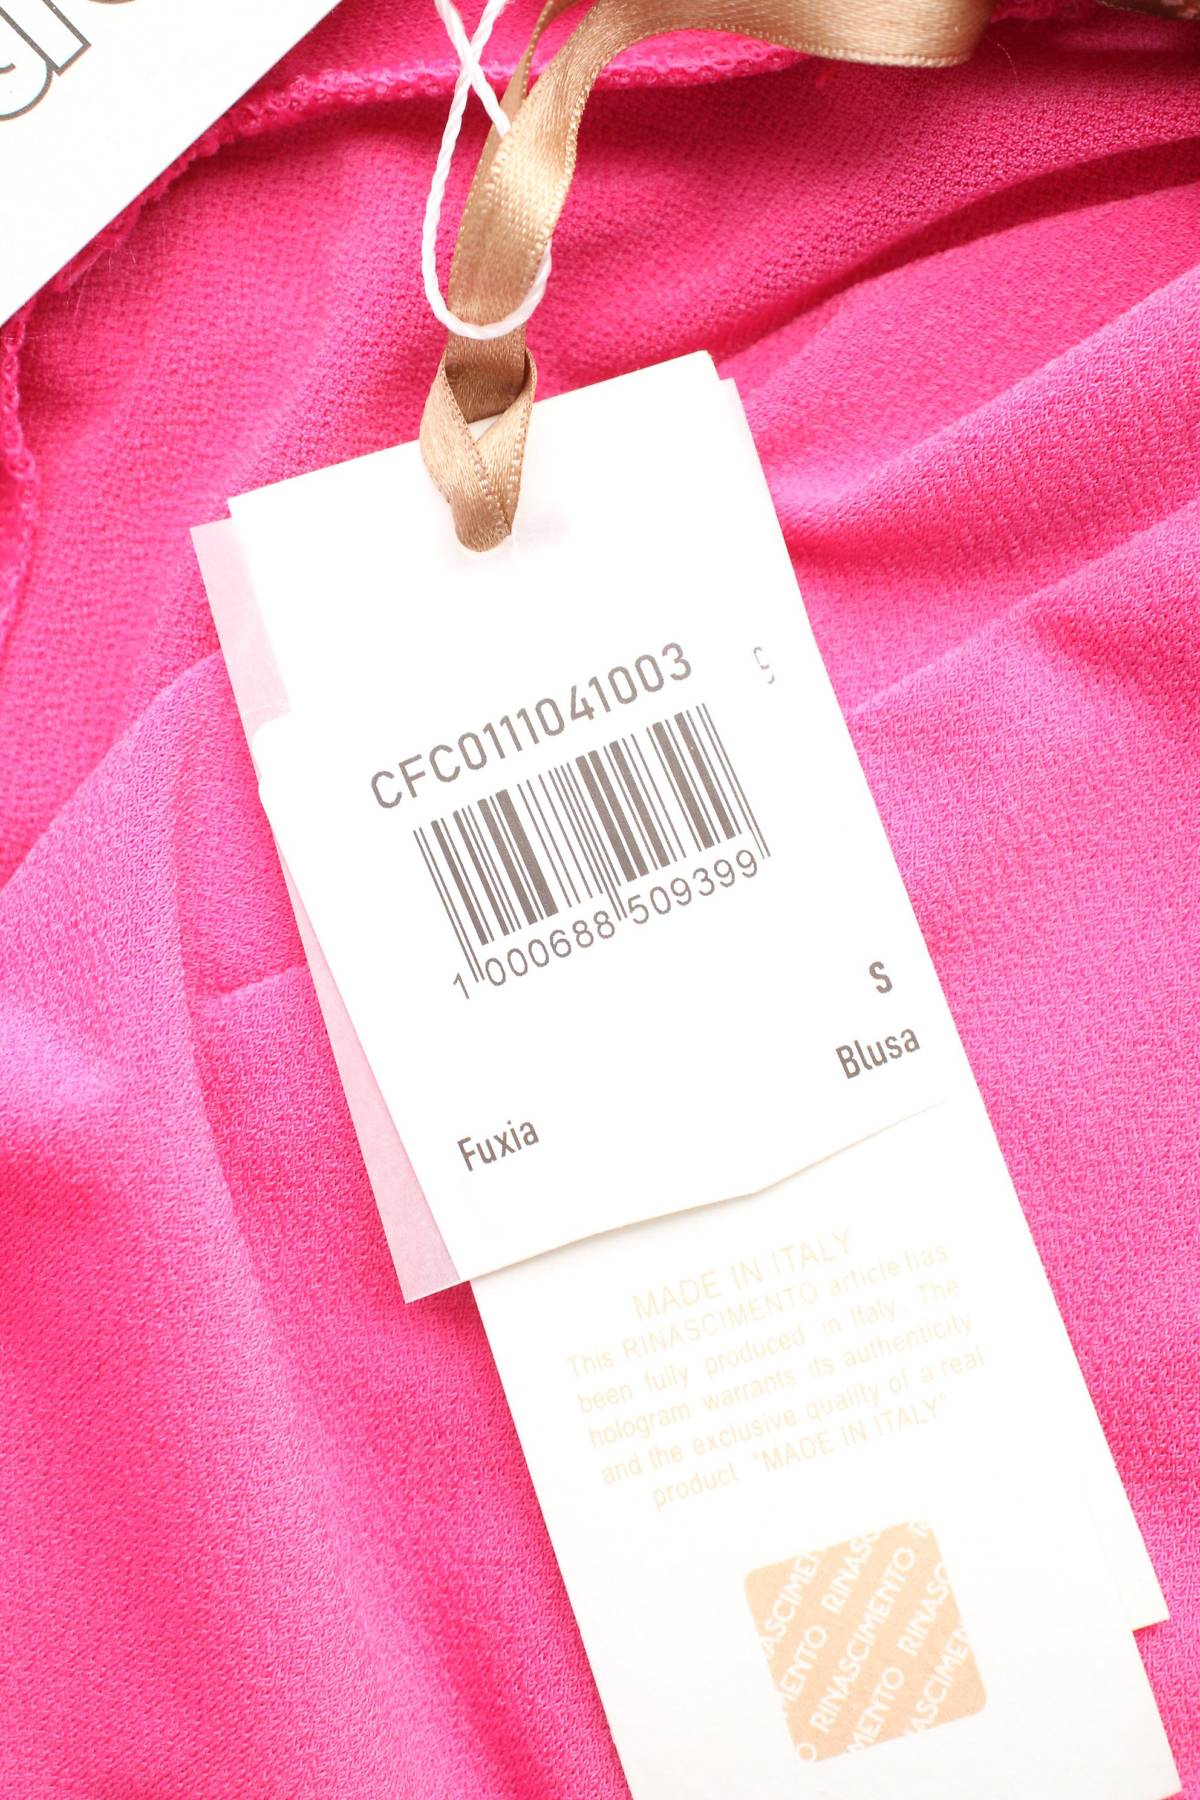 CFC0111041003
1 000688 509399
S
Blusa
Fuxia
MADE IN ITALY
This RINASCIMENTO article has
been fully produced in Italy. The
hologram warrants its authenticity
and the exclusive quality of a real
product "MADE IN ITALY"
RINASCIMENTO